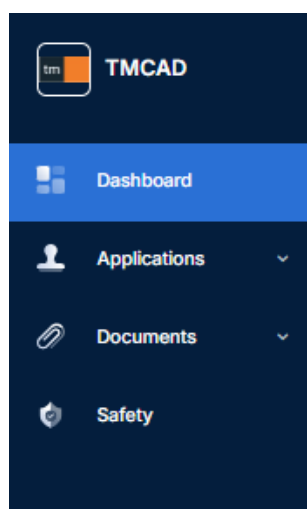 tm TMCAD
Dashboard
Applications
Documents
Safety